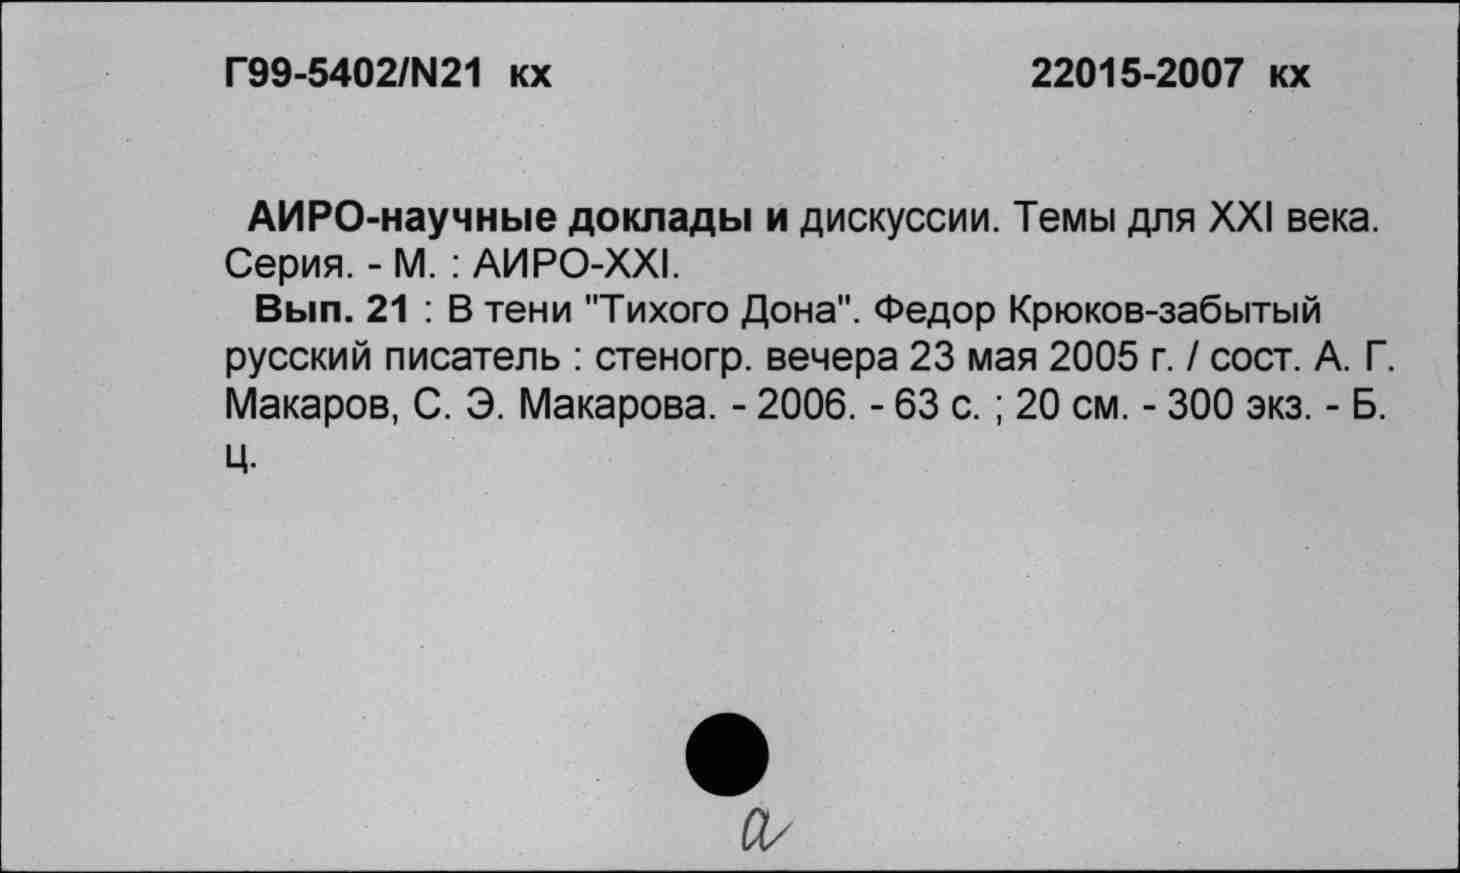 Г99-5402/N21 кх 22015-2007 кх
АИРО-научные доклады и дискуссии. Темы для XXI века.
Серия. - М. : АИРО-XXI.
Вып. 21 : В тени "Тихого Дона". Федор Крюков-забытый
русский писатель : стеногр. вечера 23 мая 2005 г. / сост. А. Г.
Макаров, С. Э. Макарова. - 2006. - 63 с. ; 20 см. - 300 экз. - Б.
ц.
а